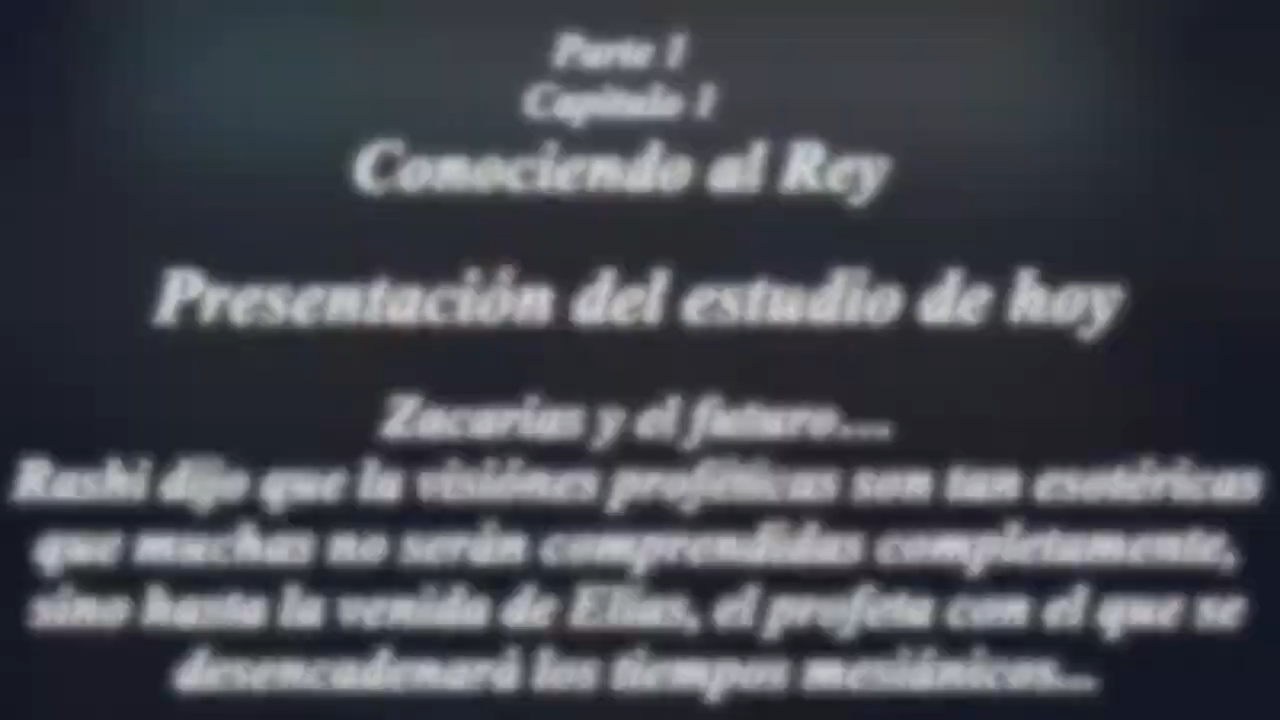 Parte 1
Capitulo 1
Conociendo al Rey
Presentación del estudio de hoy
Zacarías y el futuro...
Rashi dijo que la visiónes proféticas son tan esotéricas
que muchas no serán comprendidas completamente,
sino hasta la venida de Elías, el profeta con el que se
desencadenará los tiempos mesiánicos...